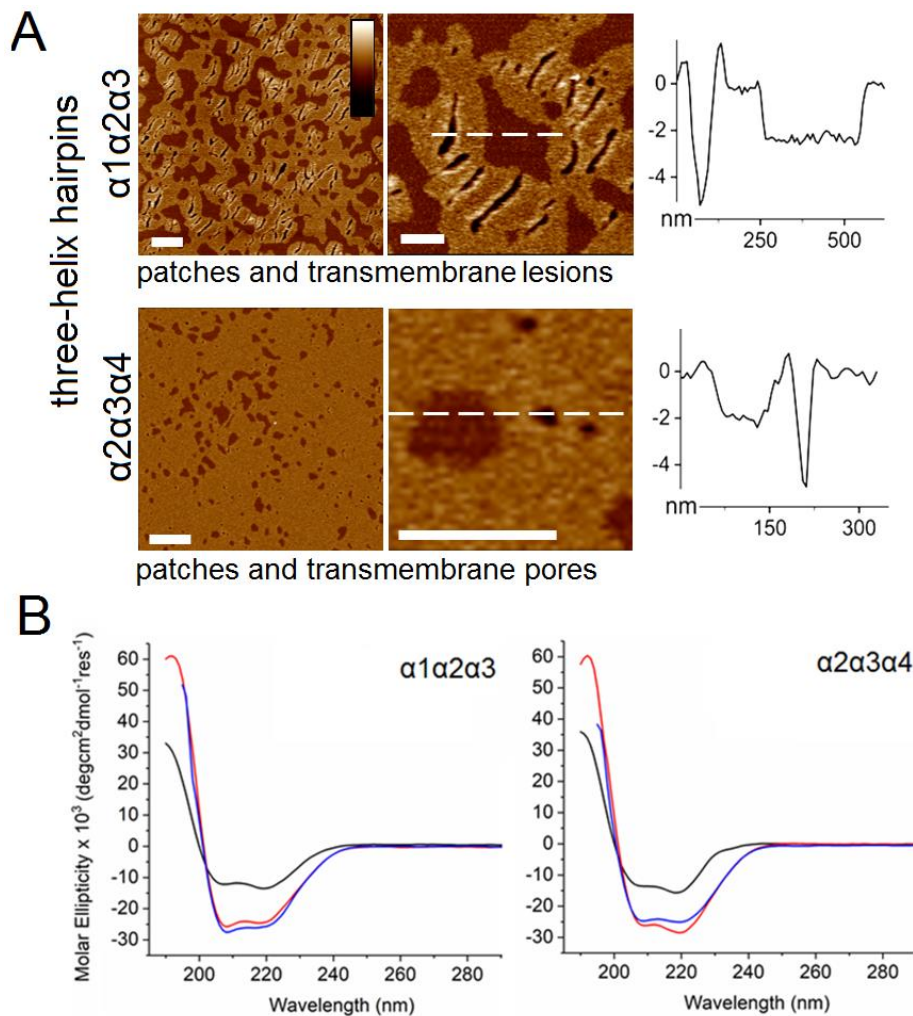 A
three-helix hairpins
α1α2α3
0
-2
-4
nm
250
500
patches and transmembrane lesions
α2α3α4
0
-2
-4
nm
150
300
patches and transmembrane pores
B
Molar Ellipticity x 10³ (degcm²dmol⁻¹res⁻¹)
60
50
40
30
20
10
0
-10
-20
-30
200
220
240
260
280
Wavelength (nm)
α1α2α3
60
50
40
30
20
10
0
-10
-20
-30
200
220
240
260
280
Wavelength (nm)
α2α3α4